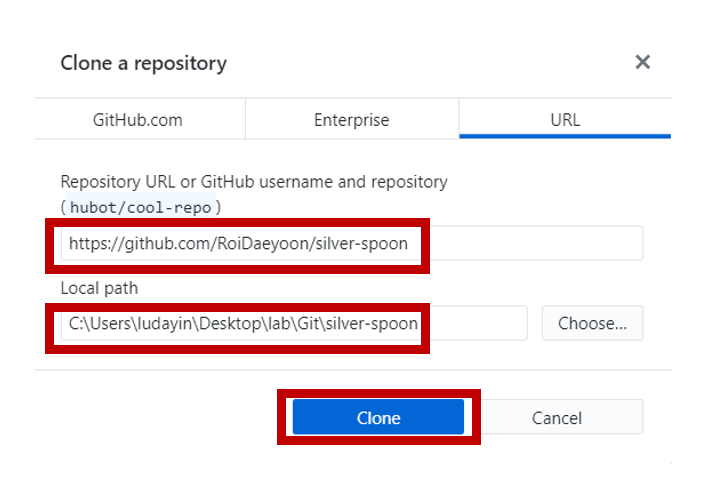 Clone a repository
GitHub.com Enterprise URL
Repository URL or GitHub username and repository
(hubot/cool-repo)
https://github.com/RoiDaeyoon/silver-spoon
Local path
C:\Users\ludayin\Desktop\lab\Git\silver-spoon Choose...
Clone Cancel